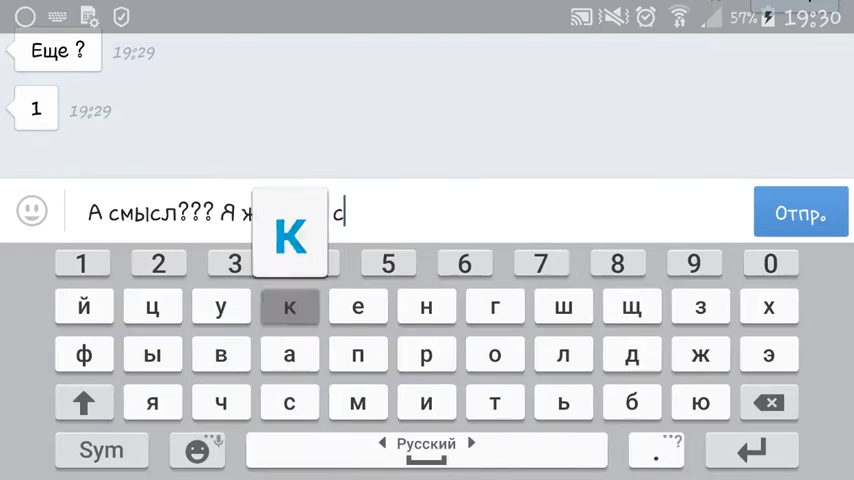 57% 19:30
Еще ? 19:29
1 19:29
А смысл??? Я с
Отпр.
К
1 2 3 5 6 7 8 9 0
й ц у к е н г ш щ з х
ф ы в а п р о л д ж э
я ч с м и т ь б ю
Sym Русский . ?